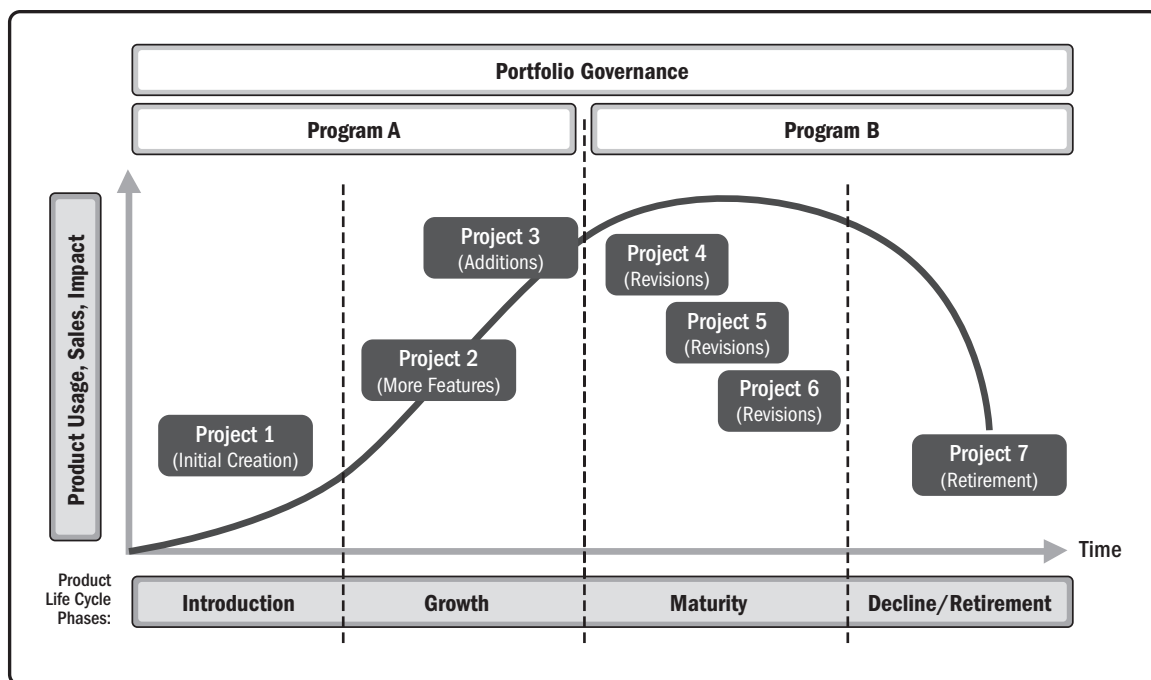 Portfolio Governance
Program A
Program B
Product Usage, Sales, Impact
Project 1
(Initial Creation)
Project 2
(More Features)
Project 3
(Additions)
Project 4
(Revisions)
Project 5
(Revisions)
Project 6
(Revisions)
Project 7
(Retirement)
Time
Product
Life Cycle
Phases:
Introduction
Growth
Maturity
Decline/Retirement